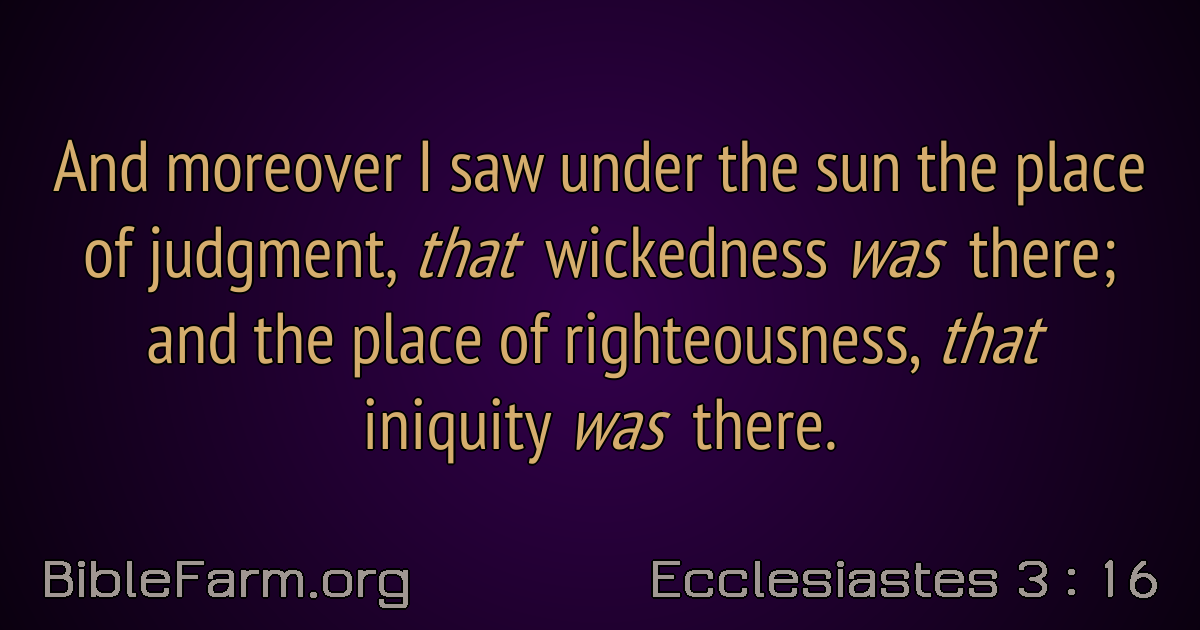 And moreover I saw under the sun the place
of judgment, that wickedness was there;
and the place of righteousness, that
iniquity was there.
BibleFarm.org
Ecclesiastes 3 : 16